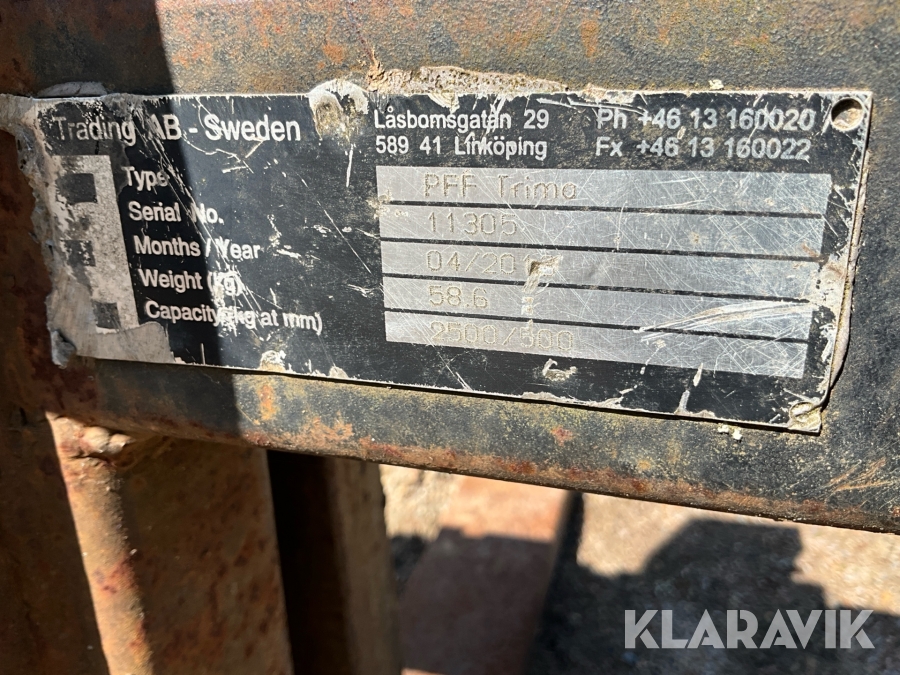 Trading AB.- Sweden
Låsbomsgatan 29
589 41 Linköping
Ph +46 13 160020
Fx +46 13 160022
Type PFF Trima
Serial No. 11305
Months / Year
Weight (kg) 58.6
Capacity (kg at mm) 2500/500
KLARAVIK